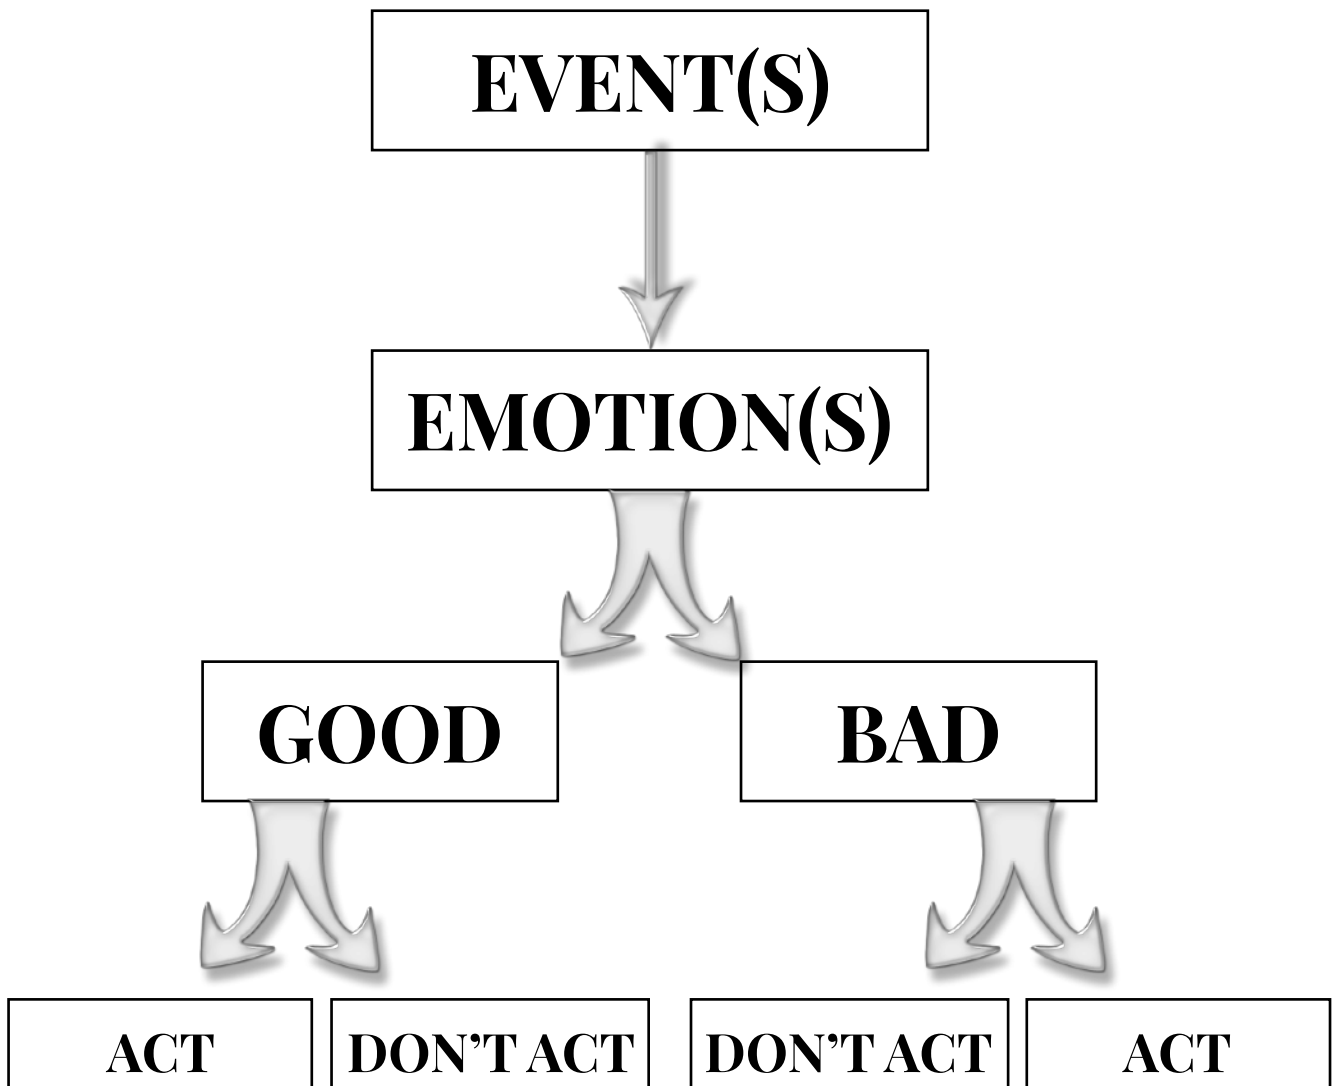 EVENT(S)
EMOTION(S)
GOOD
BAD
ACT
DON’T ACT
DON’T ACT
ACT